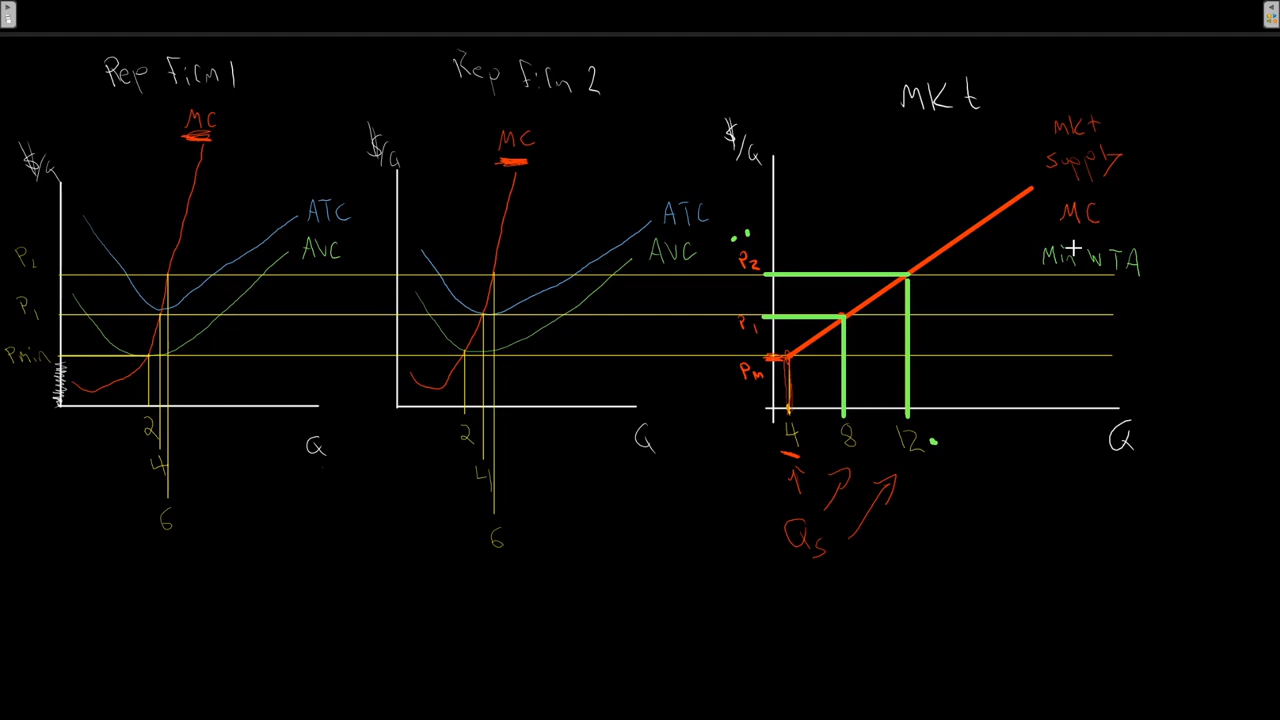 Rep Firm 1
MC
$/Q
ATC
AVC
P2
P1
Pmin
2
4
6
Q
Rep Firm 2
MC
$/Q
ATC
AVC
2
4
6
Q
MKt
$/Q
MKt
supply
MC
Min WTA
P2
P1
Pm
4 8 12
Q
Qs